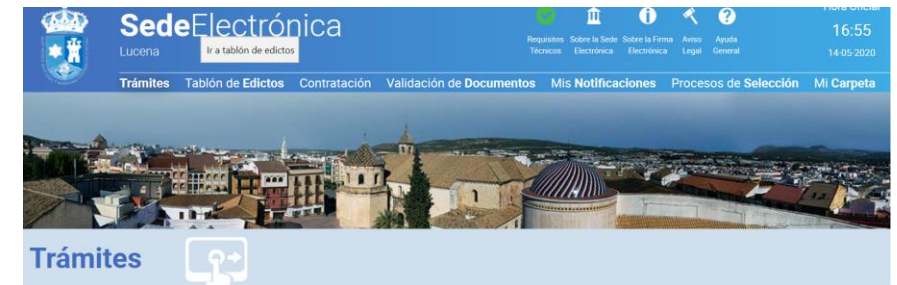 SedeElectrónica
Lucena
Ir a tablón de edictos
Requisitos Técnicos
Sobre la Sede Electrónica
Sobre la Firma Electrónica
Aviso Legal
Ayuda General
Hora Oficial
16:55
14-05-2020
Trámites Tablón de Edictos Contratación Validación de Documentos Mis Notificaciones Procesos de Selección Mi Carpeta
Trámites